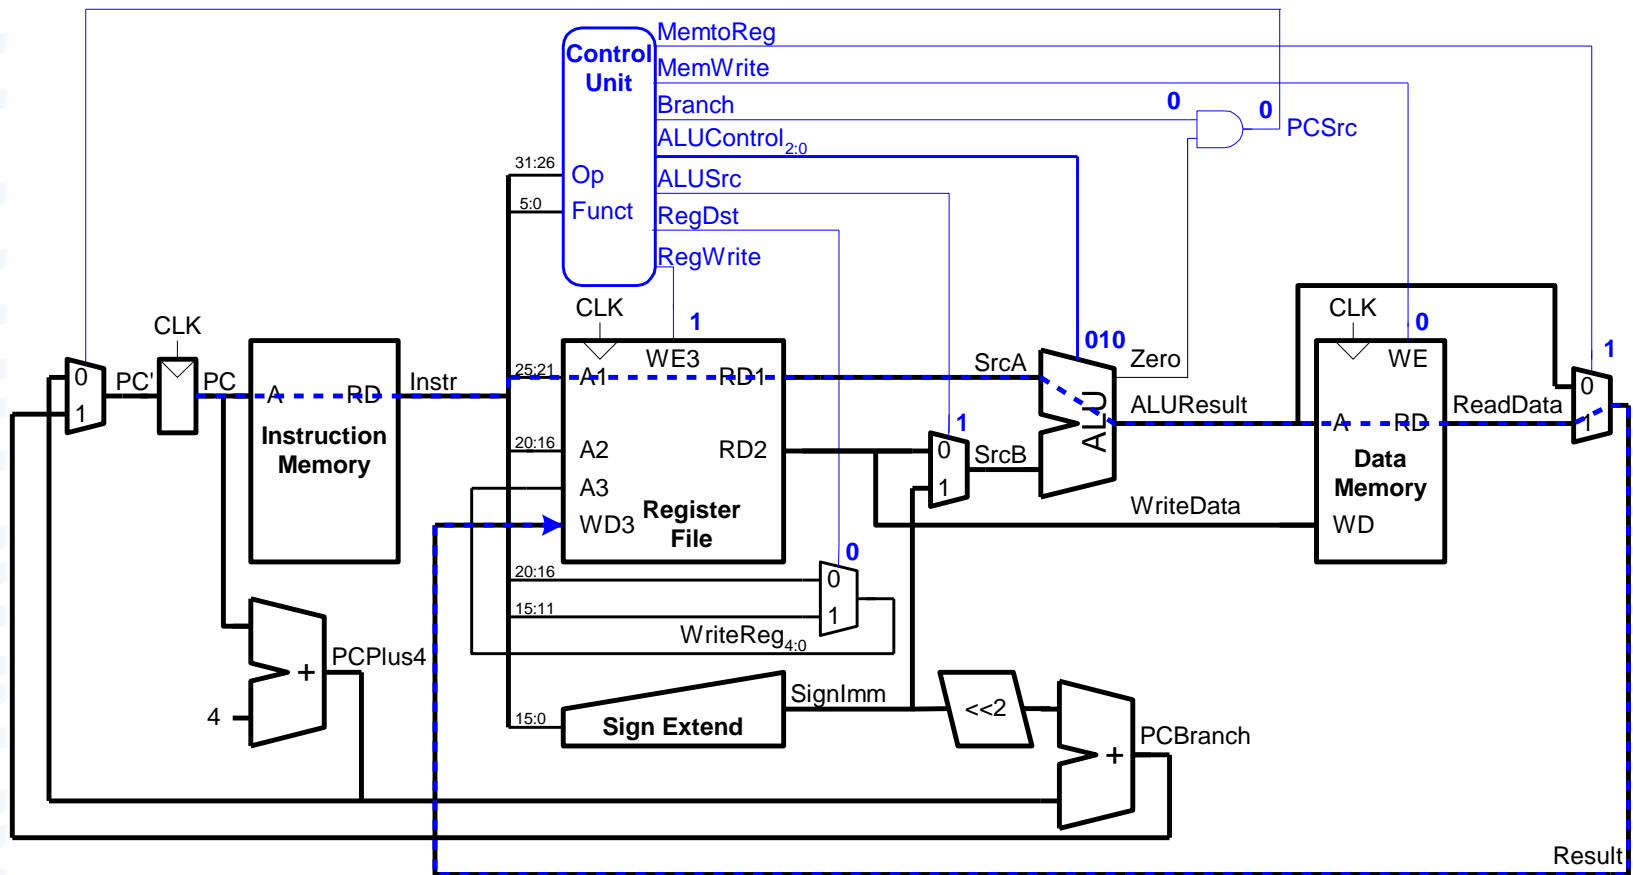 MemtoReg
Control
Unit
MemWrite
Branch
0
0
PCSrc
ALUControl2:0
31:26
Op
ALUSrc
5:0
Funct
RegDst
RegWrite
CLK
CLK
CLK
1
0
010
1
WE3
WE
Zero
0
1
PC'
PC
A
RD
Instr
25:21
A1
RD1
SrcA
ALU
ALUResult
A
RD
ReadData
0
1
Instruction
Memory
20:16
A2
RD2
1
0
1
SrcB
Data
Memory
A3
WD3
Register
File
WriteData
WD
20:16
0
0
1
15:11
WriteReg4:0
PCPlus4
+
4
SignImm
15:0
Sign Extend
<<2
PCBranch
+
Result